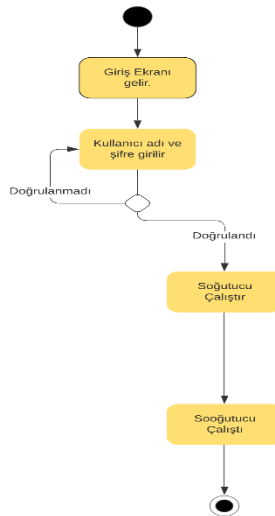 Giriş Ekranı
gelir.
Kullanıcı adı ve
şifre girilir
Doğrulanmadı
Doğrulandı
Soğutucu
Çalıştır
Sooğutucu
Çalıştı